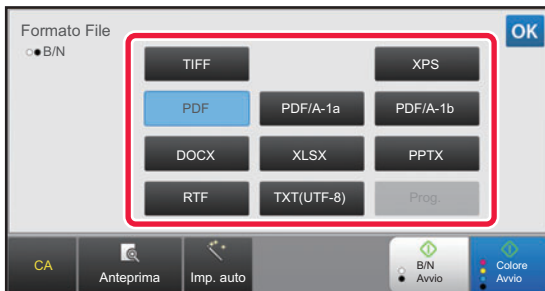 Formato File
OK
B/N
TIFF
XPS
PDF
PDF/A-1a
PDF/A-1b
DOCX
XLSX
PPTX
RTF
TXT(UTF-8)
Prog.
CA
Anteprima
Imp. auto
B/N
Avvio
Colore
Avvio